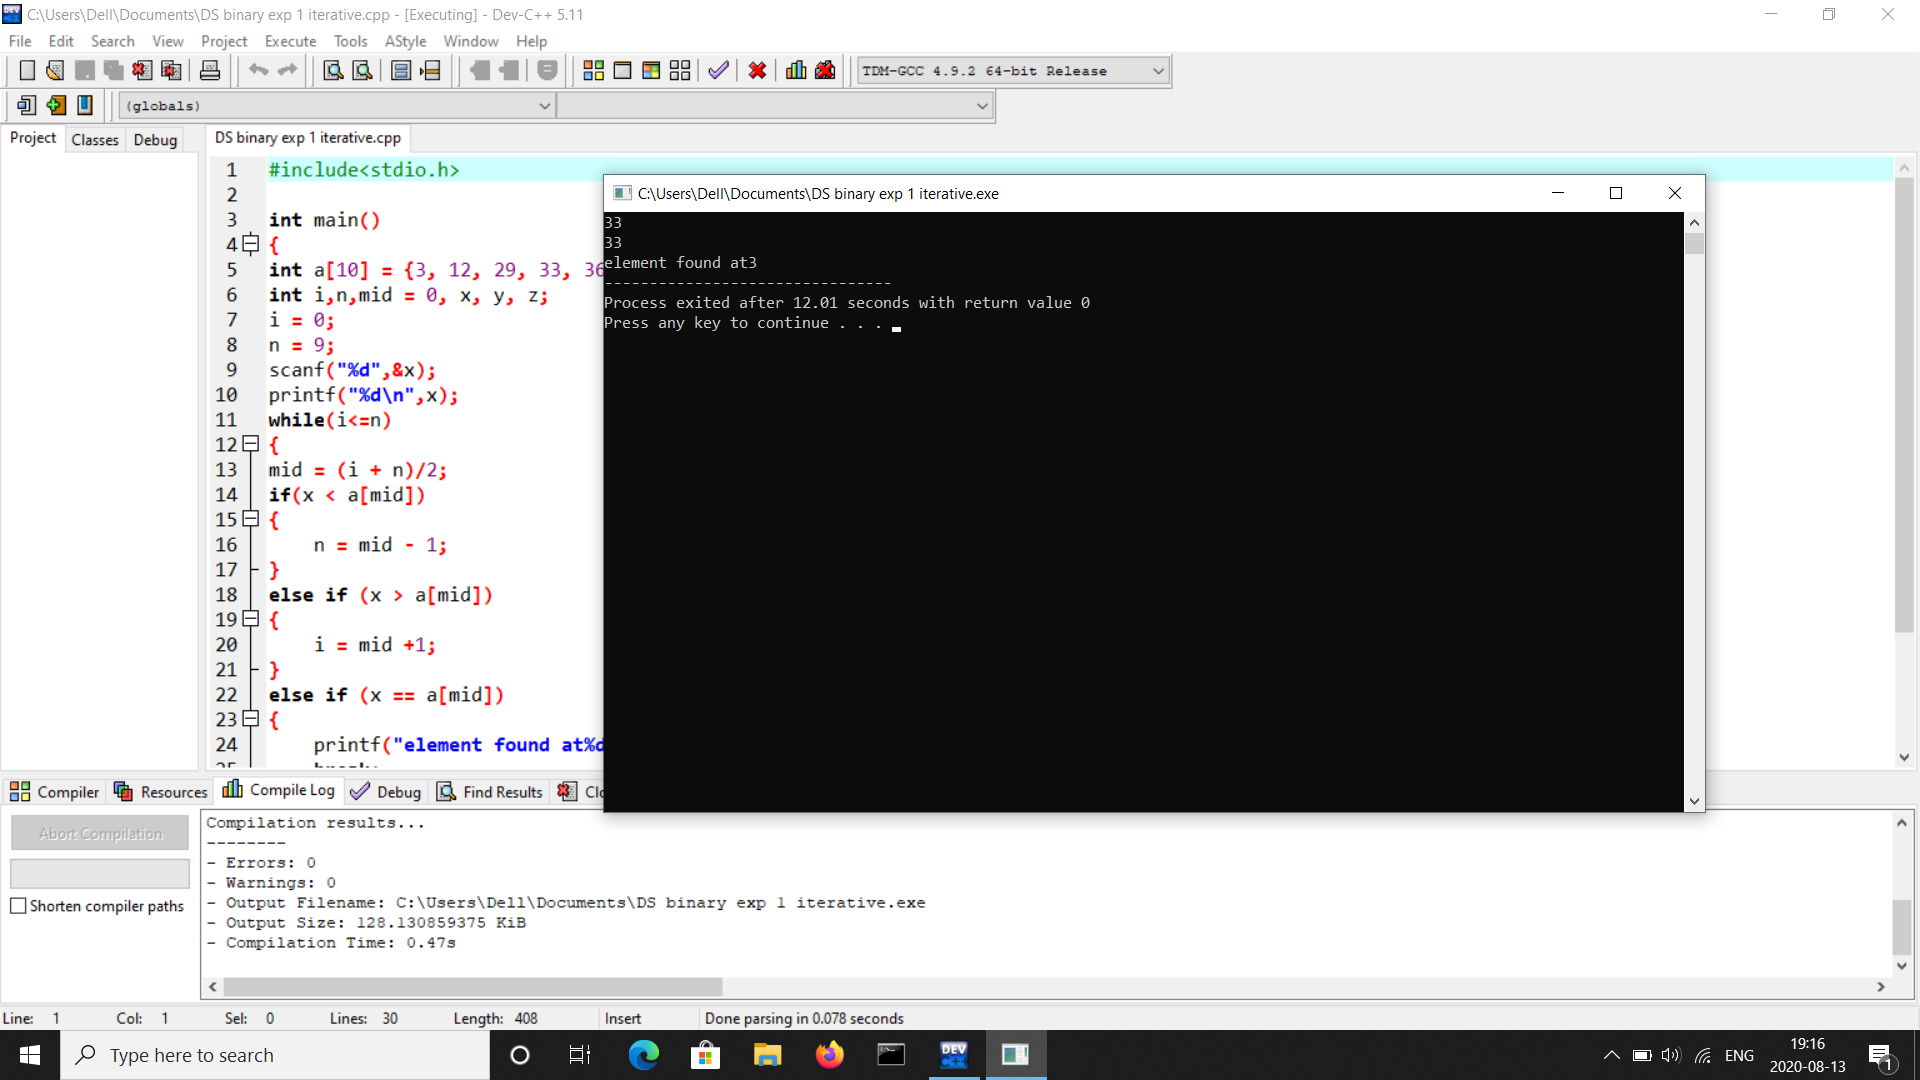 C:\Users\Dell\Documents\DS binary exp 1 iterative.cpp - [Executing] - Dev-C++ 5.11
File Edit Search View Project Execute Tools AStyle Window Help
TDM-GCC 4.9.2 64-bit Release
(globals)
Project Classes Debug
DS binary exp 1 iterative.cpp
1 #include<stdio.h>
2
3 int main()
4 {
5 int a[10] = {3, 12, 29, 33, 36
6 int i,n,mid = 0, x, y, z;
7 i = 0;
8 n = 9;
9 scanf("%d",&x);
10 printf("%d\n",x);
11 while(i<=n)
12 {
13 mid = (i + n)/2;
14 if(x < a[mid])
15 {
16 n = mid - 1;
17 }
18 else if (x > a[mid])
19 {
20 i = mid +1;
21 }
22 else if (x == a[mid])
23 {
24 printf("element found at%d
C:\Users\Dell\Documents\DS binary exp 1 iterative.exe
33
33
element found at3
--------------------------------
Process exited after 12.01 seconds with return value 0
Press any key to continue . . .
Compiler Resources Compile Log Debug Find Results
Abort Compilation
Shorten compiler paths
Compilation results...
--------
- Errors: 0
- Warnings: 0
- Output Filename: C:\Users\Dell\Documents\DS binary exp 1 iterative.exe
- Output Size: 128.130859375 KiB
- Compilation Time: 0.47s
Line: 1 Col: 1 Sel: 0 Lines: 30 Length: 408 Insert Done parsing in 0.078 seconds
Type here to search
DEV C++
ENG
19:16
2020-08-13
1